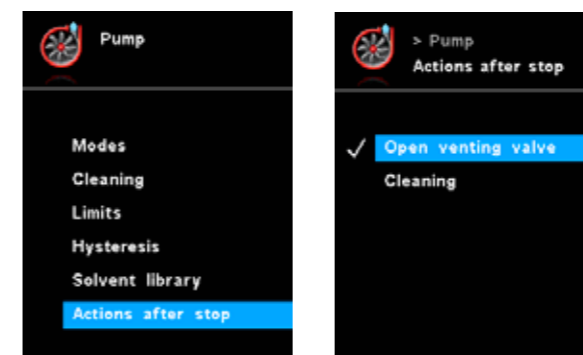 Pump
Modes
Cleaning
Limits
Hysteresis
Solvent library
Actions after stop
> Pump
Actions after stop
Open venting valve
Cleaning